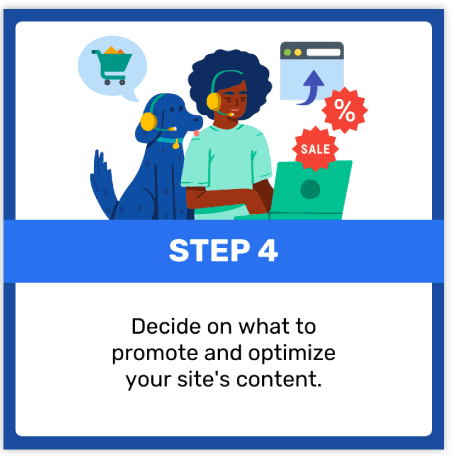 %
SALE
STEP 4
Decide on what to
promote and optimize
your site's content.